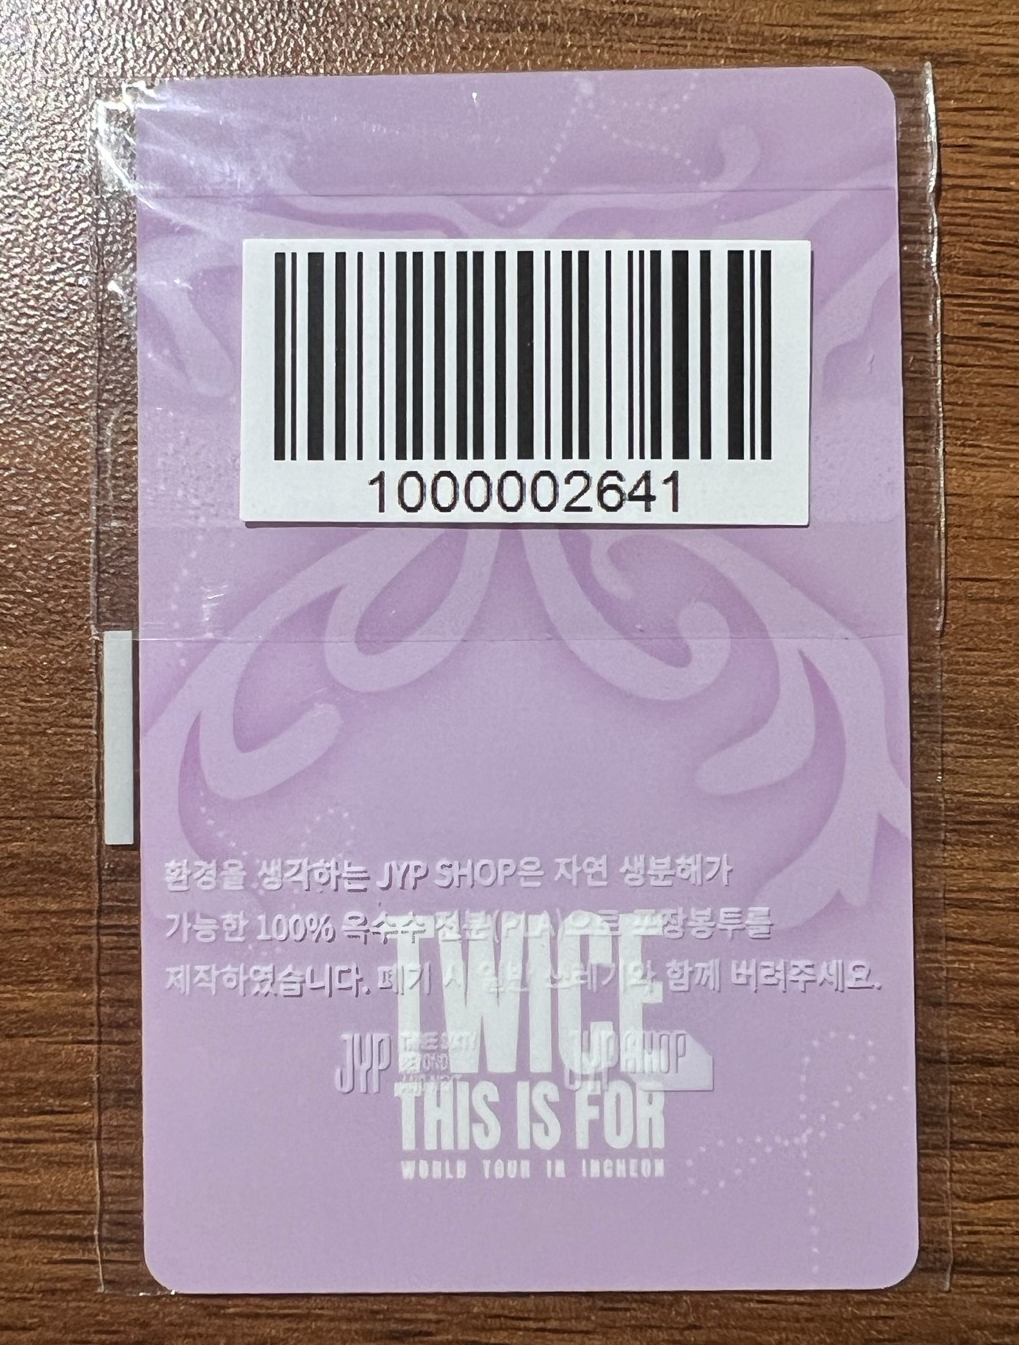 1000002641
환경을 생각하는 JYP SHOP은 자연 생분해가
가능한 100% 옥수수 전분(PLA)으로 포장봉투를
제작하였습니다. 폐기 시 일반 쓰레기와 함께 버려주세요.
TWICE
JYP THREE SIXTY JYP SHOP
BEYOND
THIS IS FOR
WORLD TOUR IN INCHEON